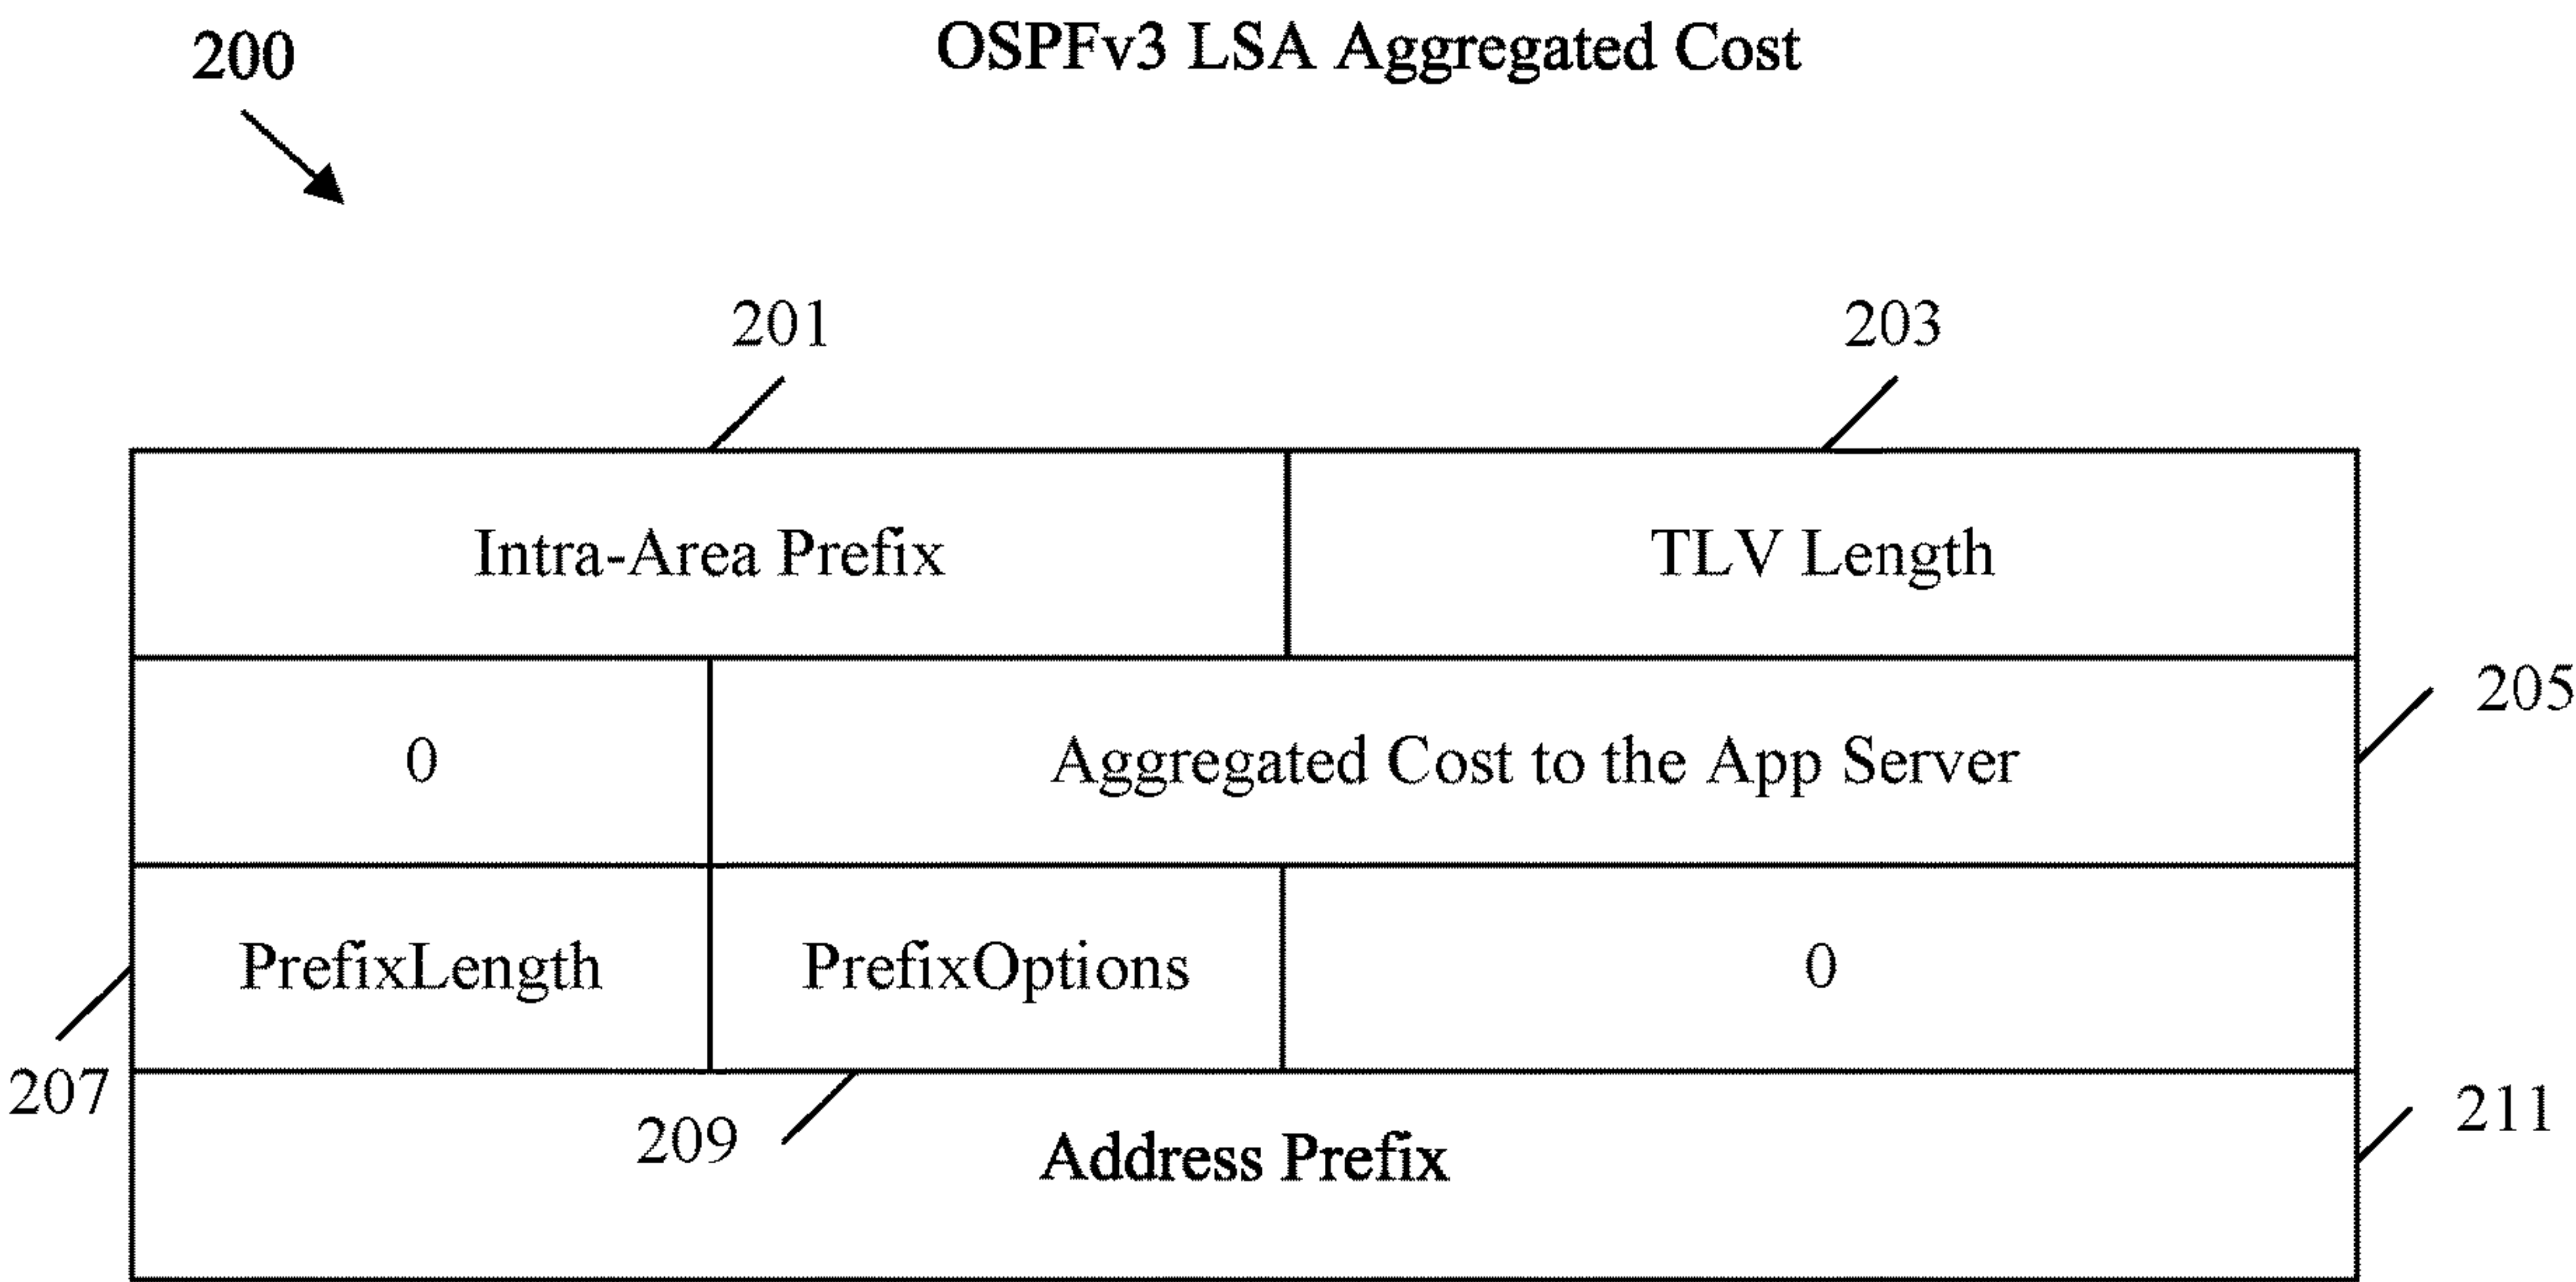 OSPFv3 LSA Aggregated Cost
200
201 203
Intra-Area Prefix TLV Length
205
0 Aggregated Cost to the App Server
PrefixLength PrefixOptions 0
207
209
211
Address Prefix